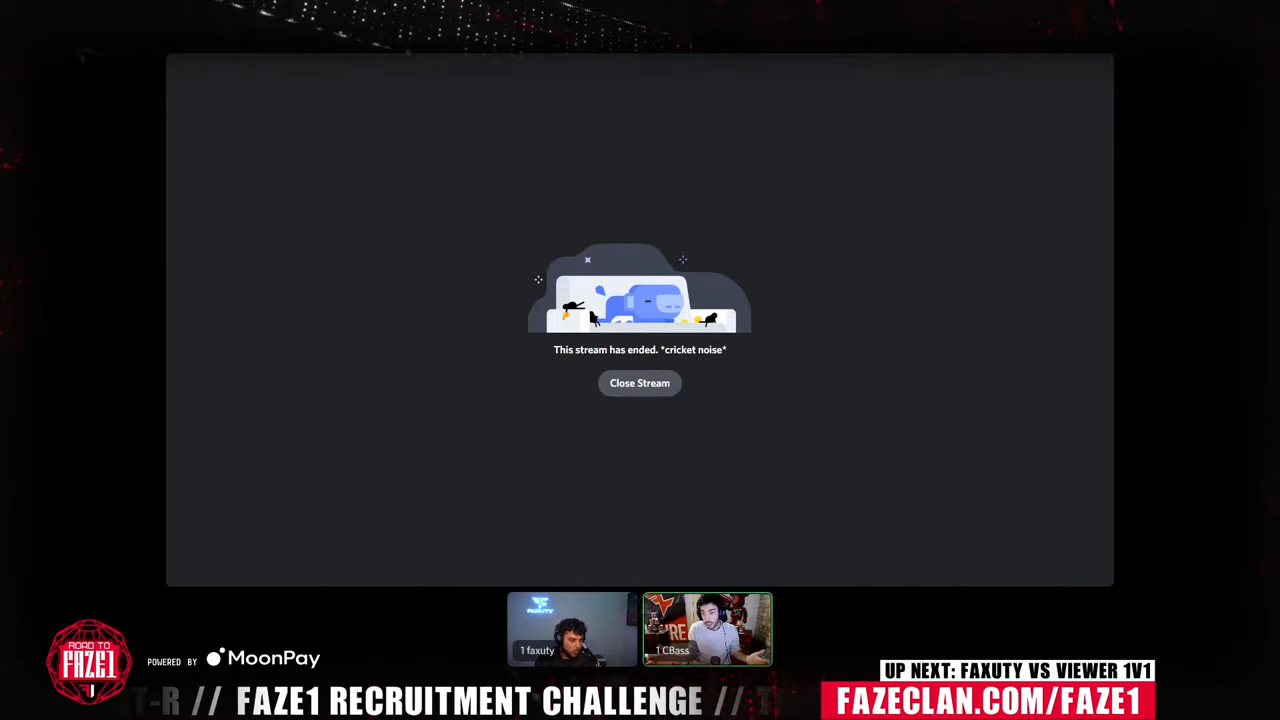 This stream has ended. *cricket noise*
Close Stream
FAXUTY
1 faxuty
1 CBass
ROAD TO
FAZE1
POWERED BY MoonPay
UP NEXT: FAXUTY VS VIEWER 1V1
T-R // FAZE1 RECRUITMENT CHALLENGE // T
FAZECLAN.COM/FAZE1